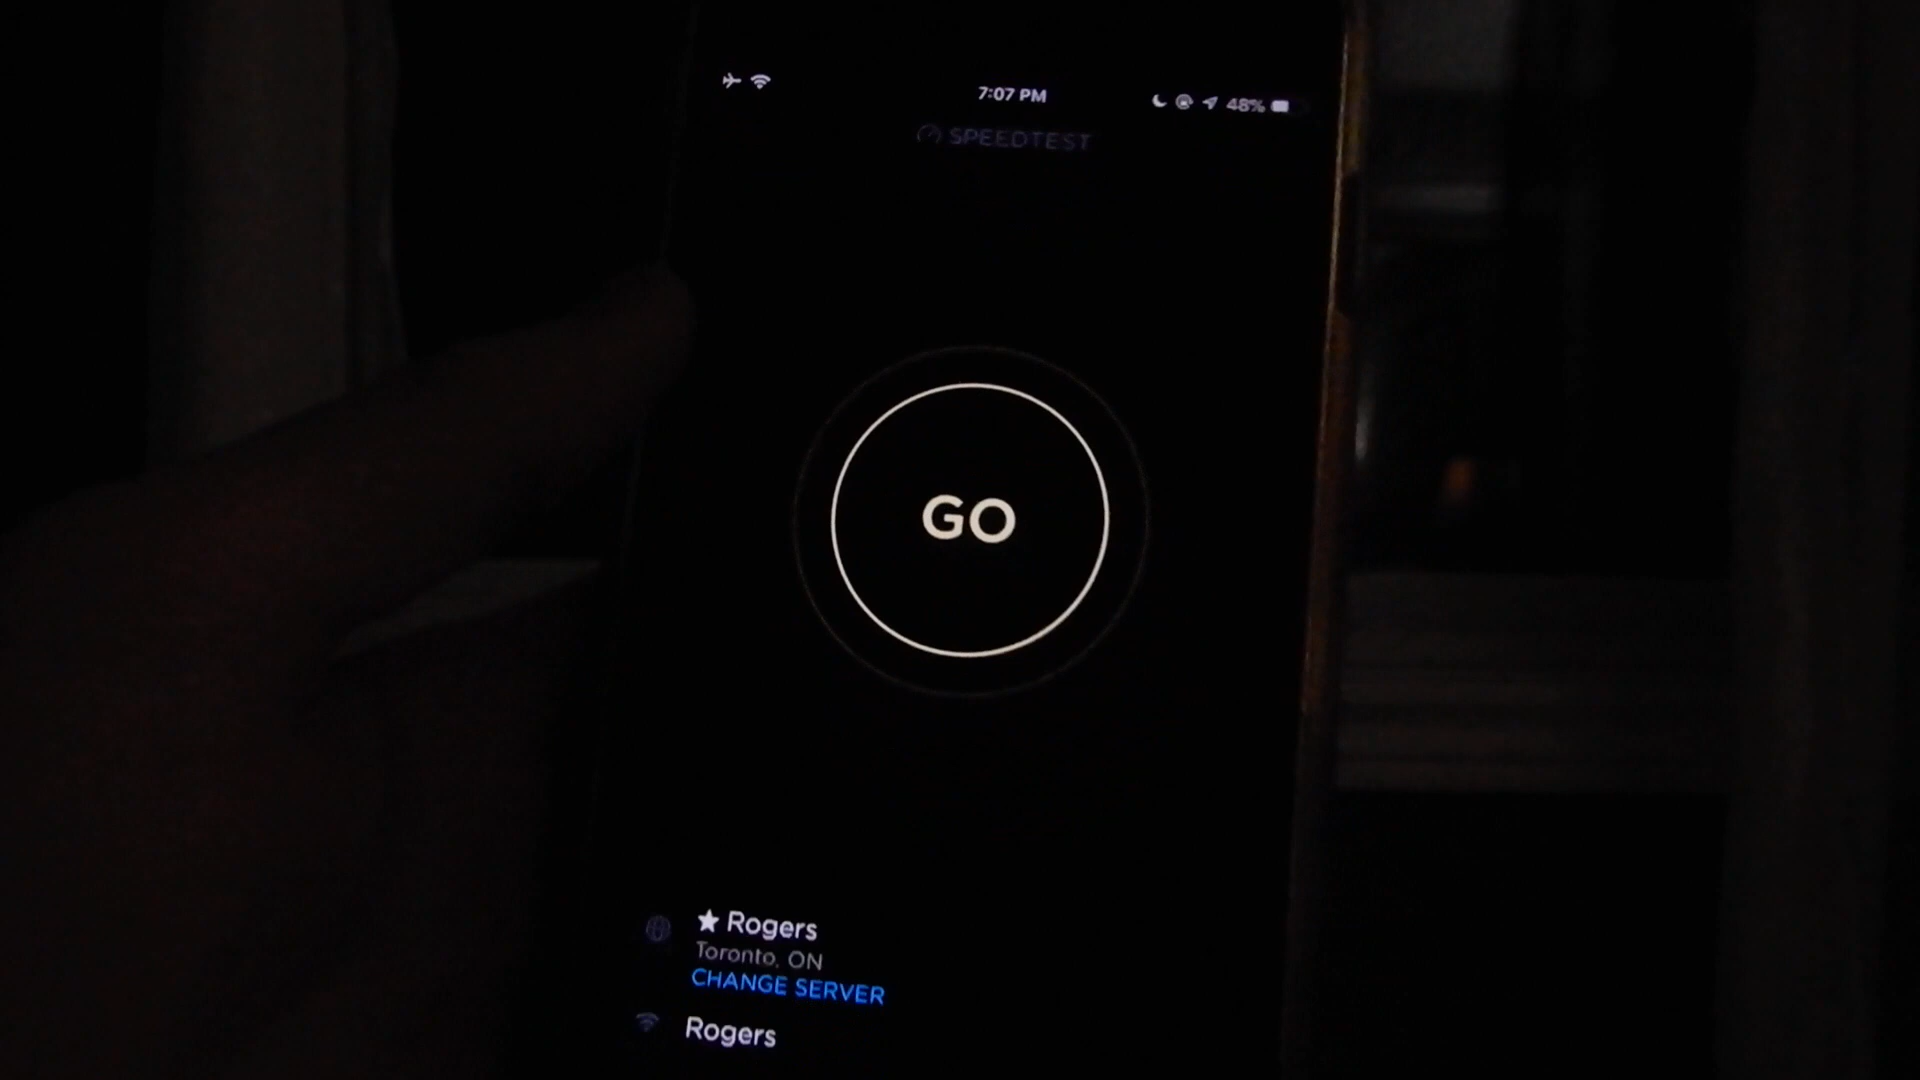 7:07 PM
48%
SPEEDTEST
GO
★ Rogers
Toronto, ON
CHANGE SERVER
Rogers